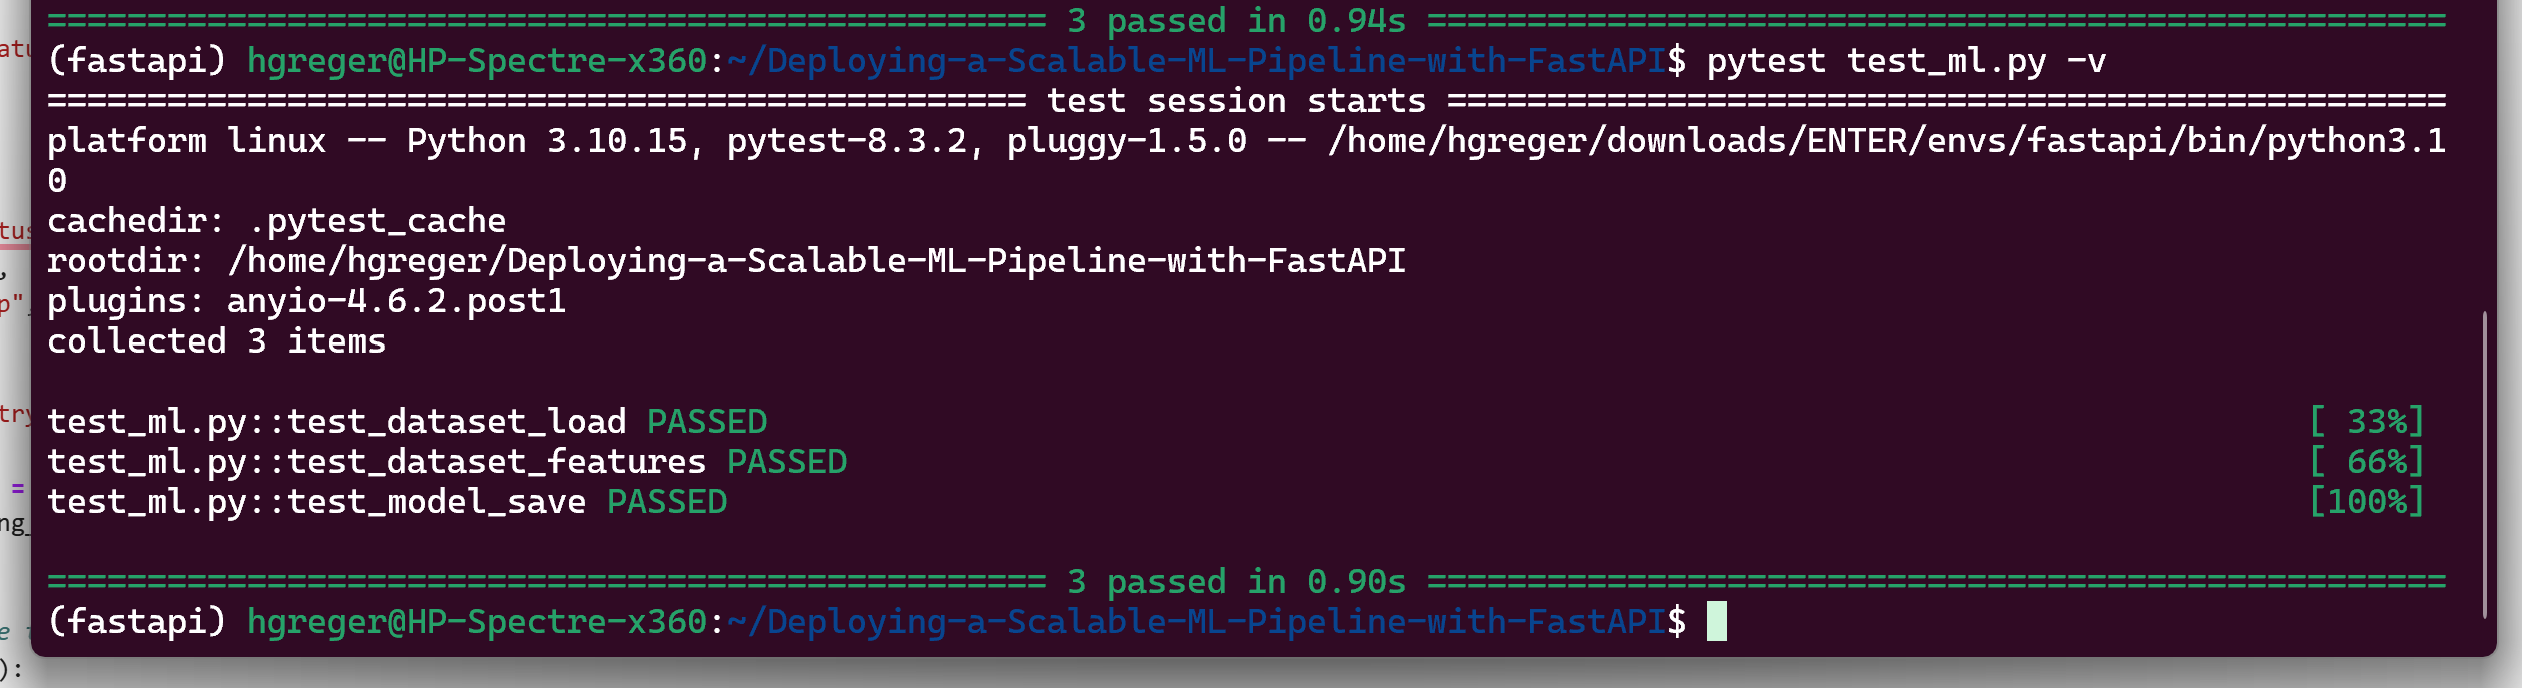 ================================================== 3 passed in 0.94s ===================================================
(fastapi) hgreger@HP-Spectre-x360:~/Deploying-a-Scalable-ML-Pipeline-with-FastAPI$ pytest test_ml.py -v
================================================= test session starts ==================================================
platform linux -- Python 3.10.15, pytest-8.3.2, pluggy-1.5.0 -- /home/hgreger/downloads/ENTER/envs/fastapi/bin/python3.1
0
cachedir: .pytest_cache
rootdir: /home/hgreger/Deploying-a-Scalable-ML-Pipeline-with-FastAPI
plugins: anyio-4.6.2.post1
collected 3 items
test_ml.py::test_dataset_load PASSED [ 33%]
test_ml.py::test_dataset_features PASSED [ 66%]
test_ml.py::test_model_save PASSED [100%]
================================================== 3 passed in 0.90s ===================================================
(fastapi) hgreger@HP-Spectre-x360:~/Deploying-a-Scalable-ML-Pipeline-with-FastAPI$